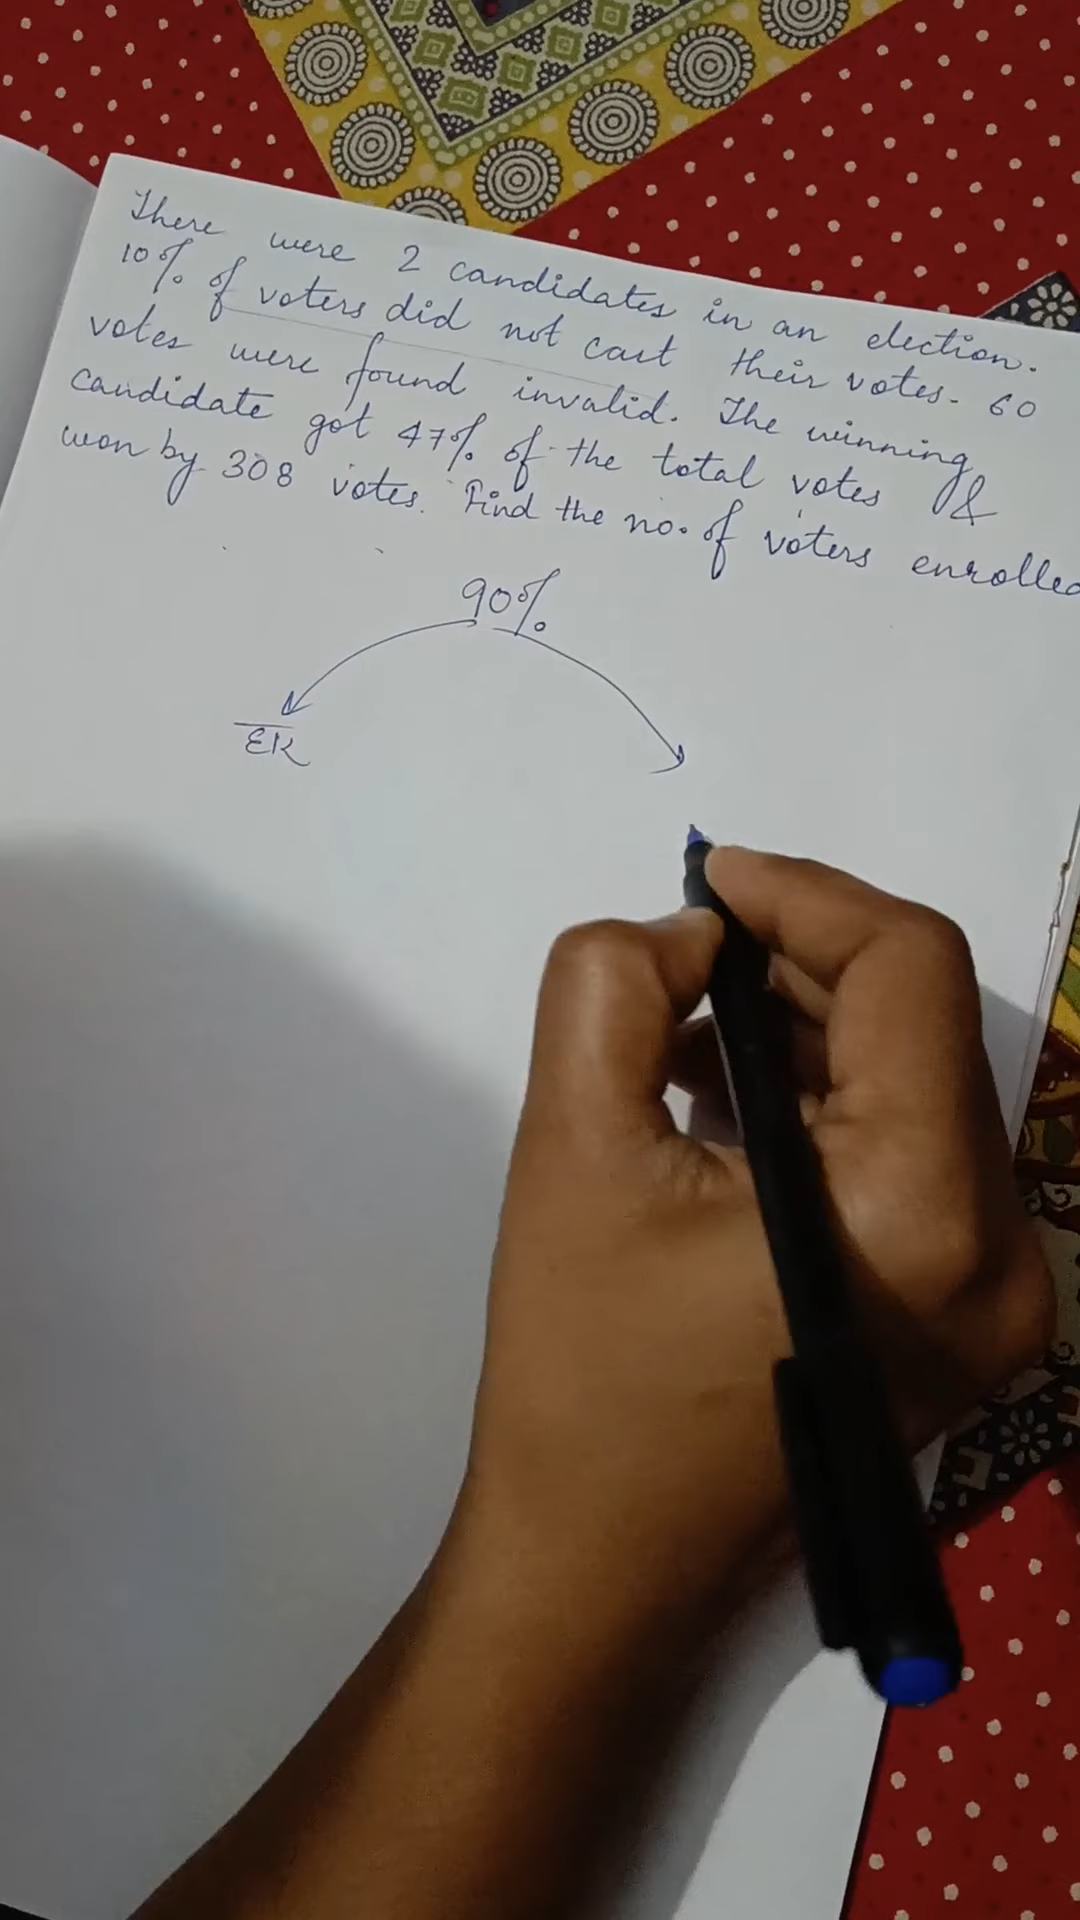 There were 2 candidates in an election.
10% of voters did not cast their votes. 60
votes were found invalid. The winning
candidate got 47% of the total votes &
won by 308 votes. Find the no. of voters enrolled
90%